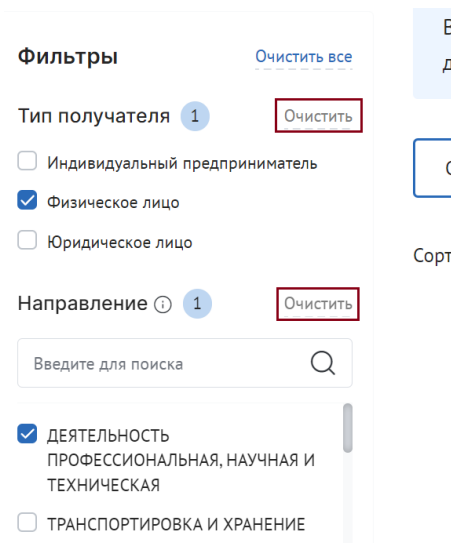 Фильтры
Очистить все
Тип получателя 1
Очистить
Индивидуальный предприниматель
Физическое лицо
Юридическое лицо
Направление 1
Очистить
Введите для поиска
ДЕЯТЕЛЬНОСТЬ
ПРОФЕССИОНАЛЬНАЯ, НАУЧНАЯ И
ТЕХНИЧЕСКАЯ
ТРАНСПОРТИРОВКА И ХРАНЕНИЕ